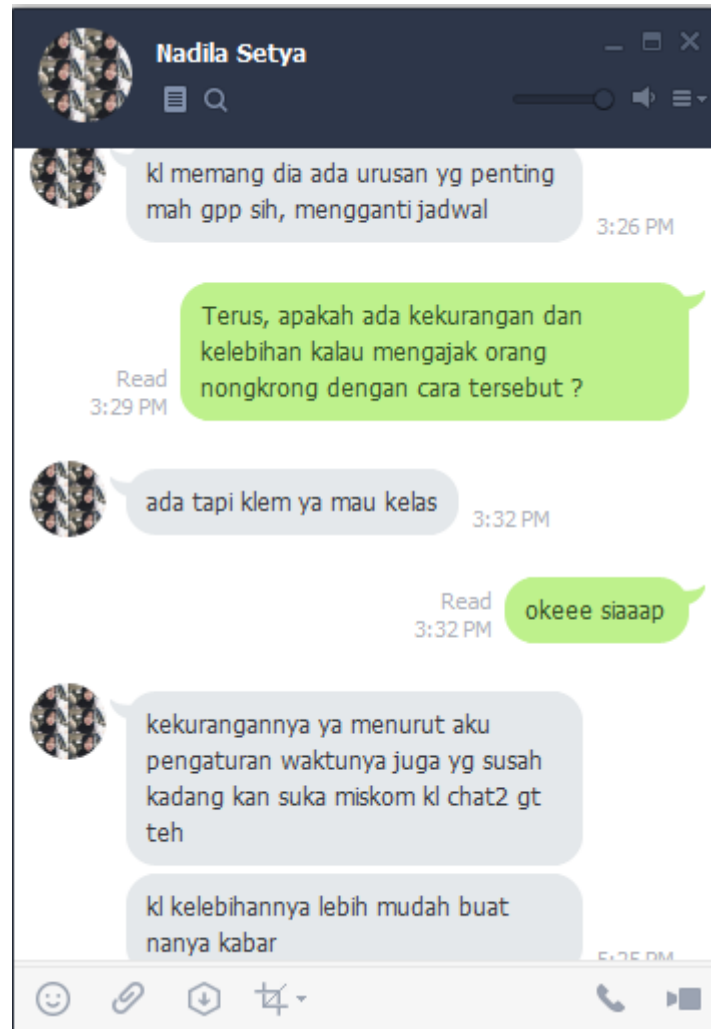 Nadila Setya
kl memang dia ada urusan yg penting
mah gpp sih, mengganti jadwal
3:26 PM
Terus, apakah ada kekurangan dan
kelebihan kalau mengajak orang
nongkrong dengan cara tersebut ?
Read
3:29 PM
ada tapi klem ya mau kelas
3:32 PM
Read
3:32 PM
okeee siaaap
kekurangannya ya menurut aku
pengaturan waktunya juga yg susah
kadang kan suka miskom kl chat2 gt
teh
kl kelebihannya lebih mudah buat
nanya kabar
5:25 PM